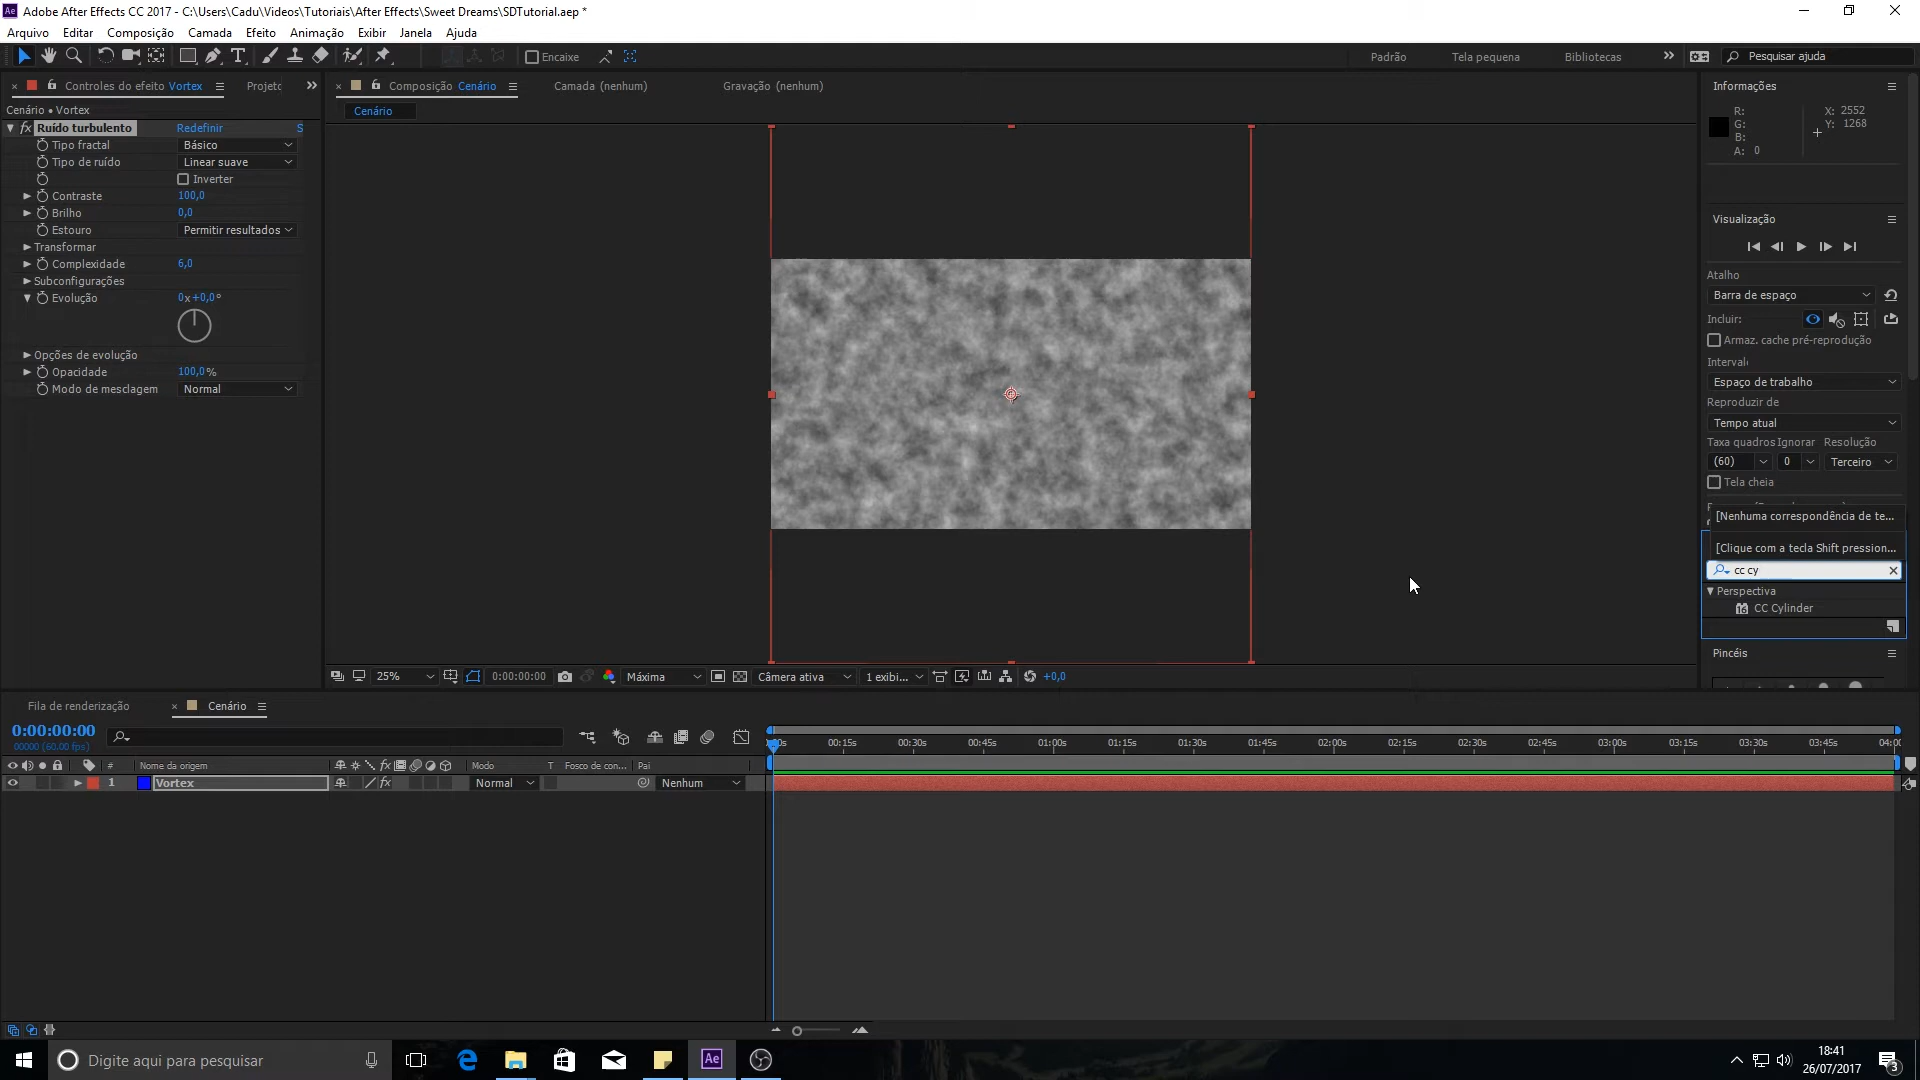 Adobe After Effects CC 2017 - C:\Users\Cadu\Videos\Tutoriais\After Effects\Sweet Dreams\SDTutorial.aep *
Arquivo Editar Composição Camada Efeito Animação Exibir Janela Ajuda
Encaixe Padrão Tela pequena Bibliotecas Pesquisar ajuda
Controles do efeito Vortex Projeto
Composição Cenário Camada (nenhum) Gravação (nenhum)
Cenário • Vortex
Cenário
fx Ruído turbulento Redefinir S
Tipo fractal Básico
Tipo de ruído Linear suave
Inverter
Contraste 100,0
Brilho 0,0
Estouro Permitir resultados
Transformar
Complexidade 6,0
Subconfigurações
Evolução 0x+0,0°
Opções de evolução
Opacidade 100,0%
Modo de mesclagem Normal
Informações
R: X: 2552
G: Y: 1268
B:
A: 0
Visualização
Atalho
Barra de espaço
Incluir:
Armaz. cache pré-reprodução
Intervalo
Espaço de trabalho
Reproduzir de
Tempo atual
Taxa quadros Ignorar Resolução
(60) 0 Terceiro
Tela cheia
[Nenhuma correspondência de te...
[Clique com a tecla Shift pression...
cc cy
Perspectiva
16 CC Cylinder
Pincéis
25% 0:00:00:00 Máxima Câmera ativa 1 exibi... +0,0
Fila de renderização Cenário
0:00:00:00
00000 (60.00 fps)
00:15s 00:30s 00:45s 01:00s 01:15s 01:30s 01:45s 02:00s 02:15s 02:30s 02:45s 03:00s 03:15s 03:30s 03:45s 04:00
# Nome da origem fx Modo T Fosco de con... Pai
1 Vortex fx Normal Nenhum
Digite aqui para pesquisar
Ae
18:41
26/07/2017
3